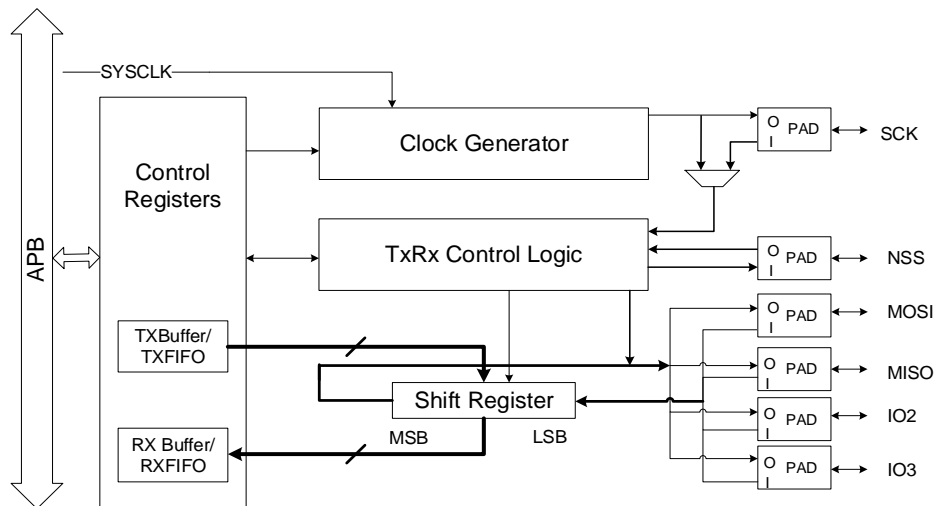 SYSCLK
APB
Control
Registers
Clock Generator
TxRx Control Logic
TXBuffer/
TXFIFO
RX Buffer/
RXFIFO
Shift Register
MSB
LSB
O
I
PAD
SCK
O
I
PAD
NSS
O
I
PAD
MOSI
O
I
PAD
MISO
O
I
PAD
IO2
O
I
PAD
IO3